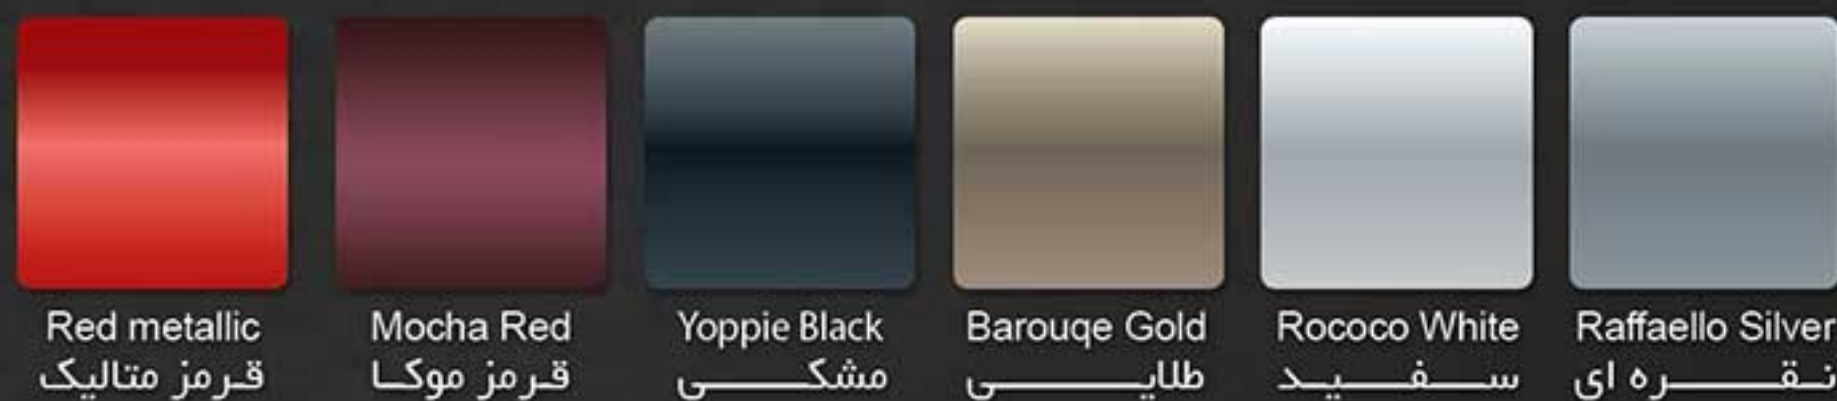 Red metallic
قرمز متالیک
Mocha Red
قرمز موکا
Yoppie Black
مشکی
Barouqe Gold
طلایی
Rococo White
سفید
Raffaello Silver
نقره ای